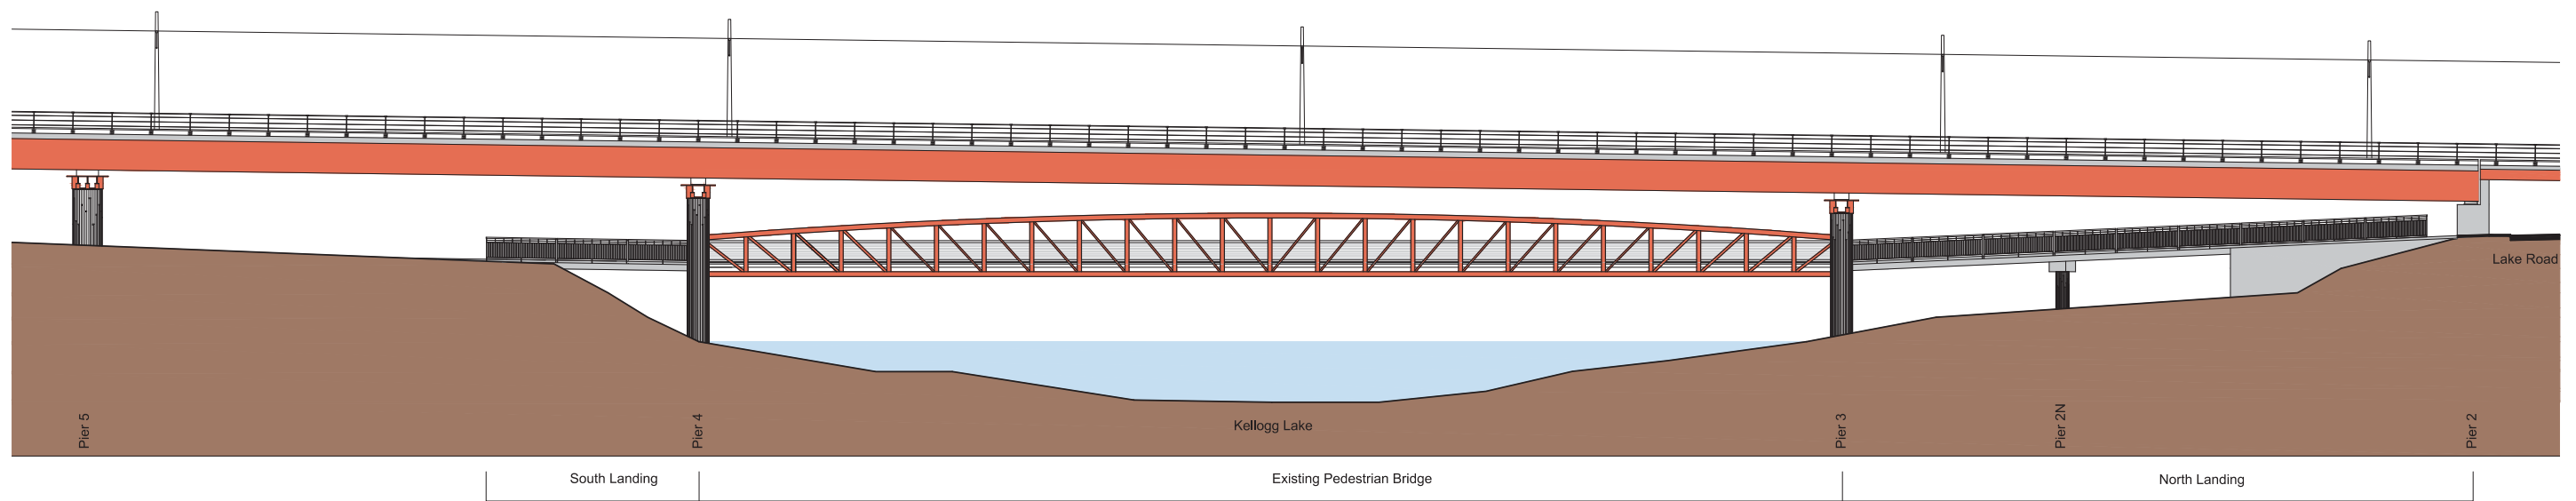 Lake Road
Pier 5
Pier 4
Kellogg Lake
Pier 3
Pier 2N
Pier 2
South Landing
Existing Pedestrian Bridge
North Landing